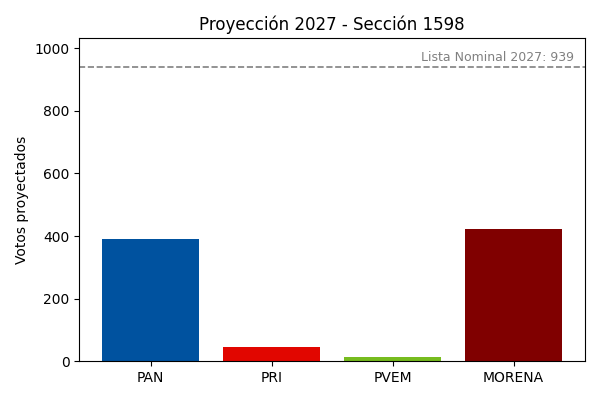 Proyección 2027 - Sección 1598
Votos proyectados
1000
800
600
400
200
0
Lista Nominal 2027: 939
PAN
PRI
PVEM
MORENA